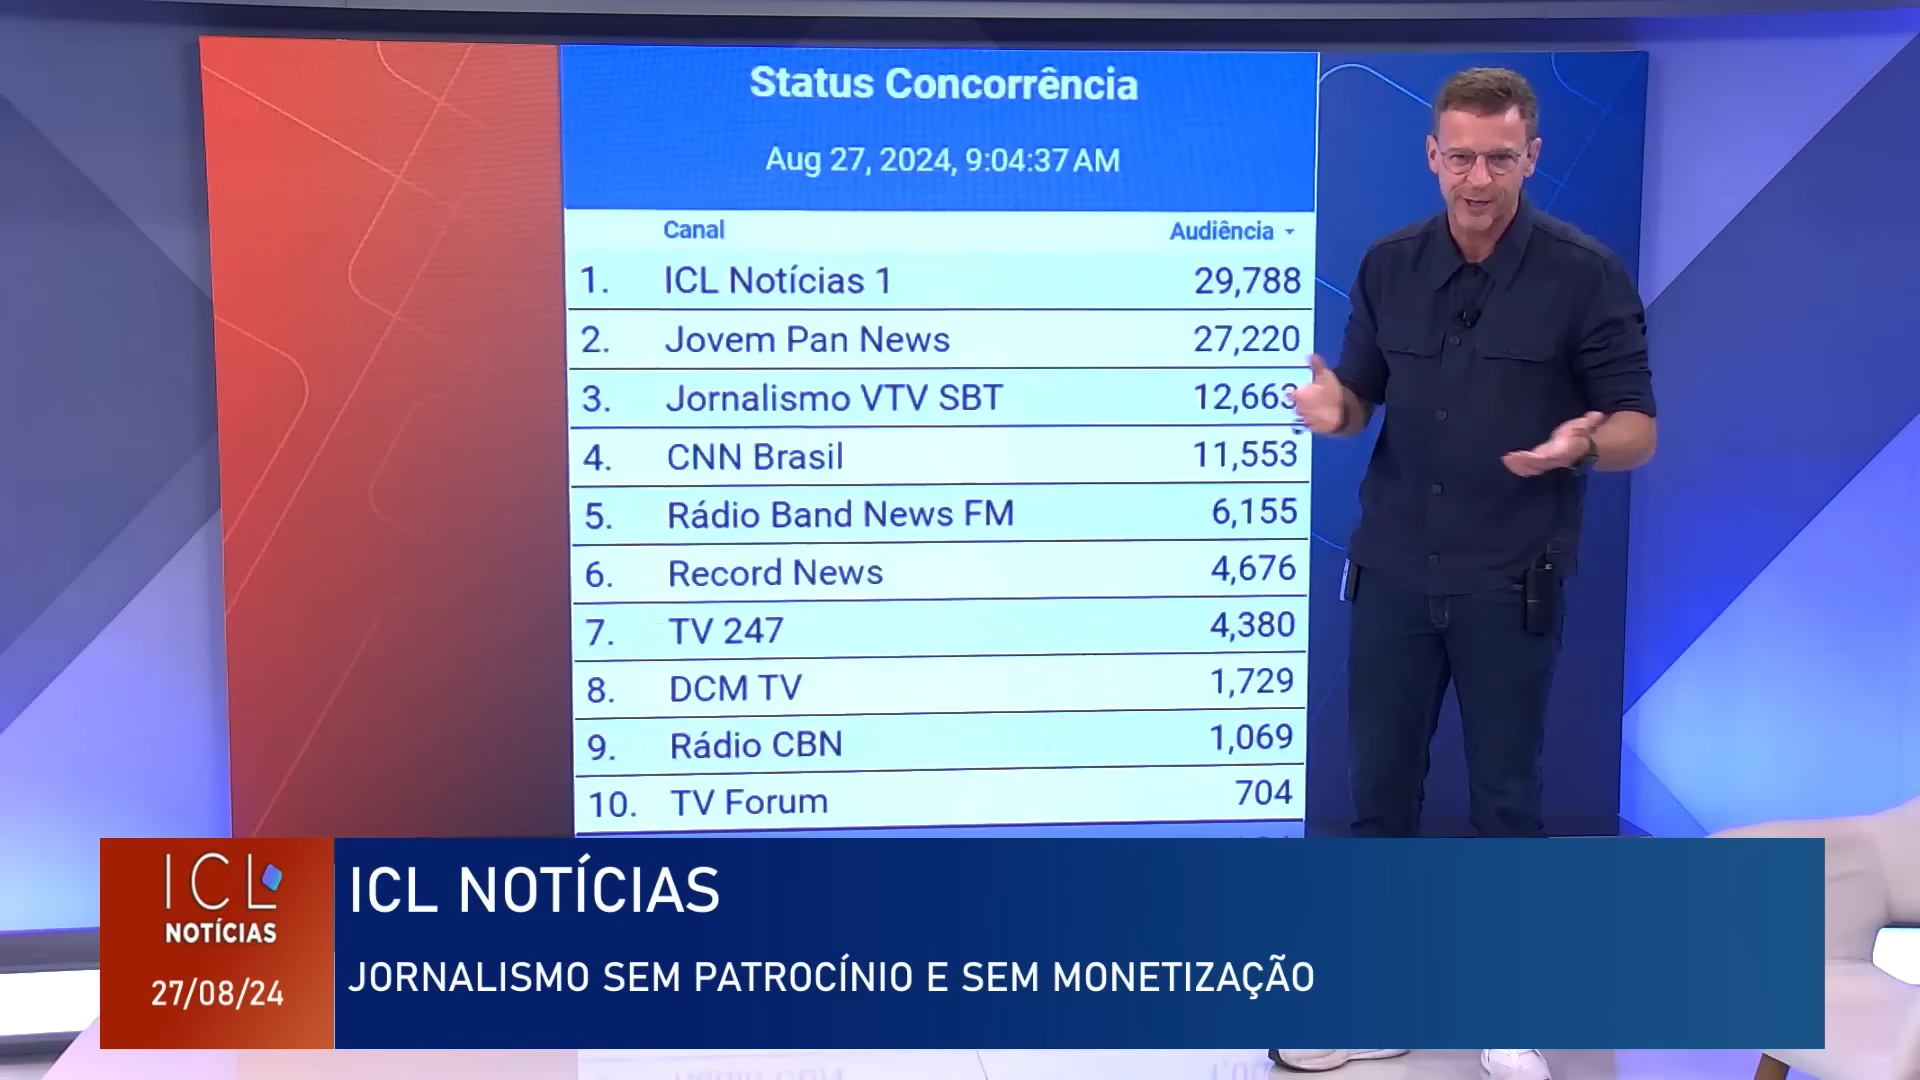 Status Concorrência
Aug 27, 2024, 9:04:37 AM
Canal Audiência
1. ICL Notícias 1 29,788
2. Jovem Pan News 27,220
3. Jornalismo VTV SBT 12,663
4. CNN Brasil 11,553
5. Rádio Band News FM 6,155
6. Record News 4,676
7. TV 247 4,380
8. DCM TV 1,729
9. Rádio CBN 1,069
10. TV Forum 704
ICL
NOTÍCIAS
27/08/24
ICL NOTÍCIAS
JORNALISMO SEM PATROCÍNIO E SEM MONETIZAÇÃO